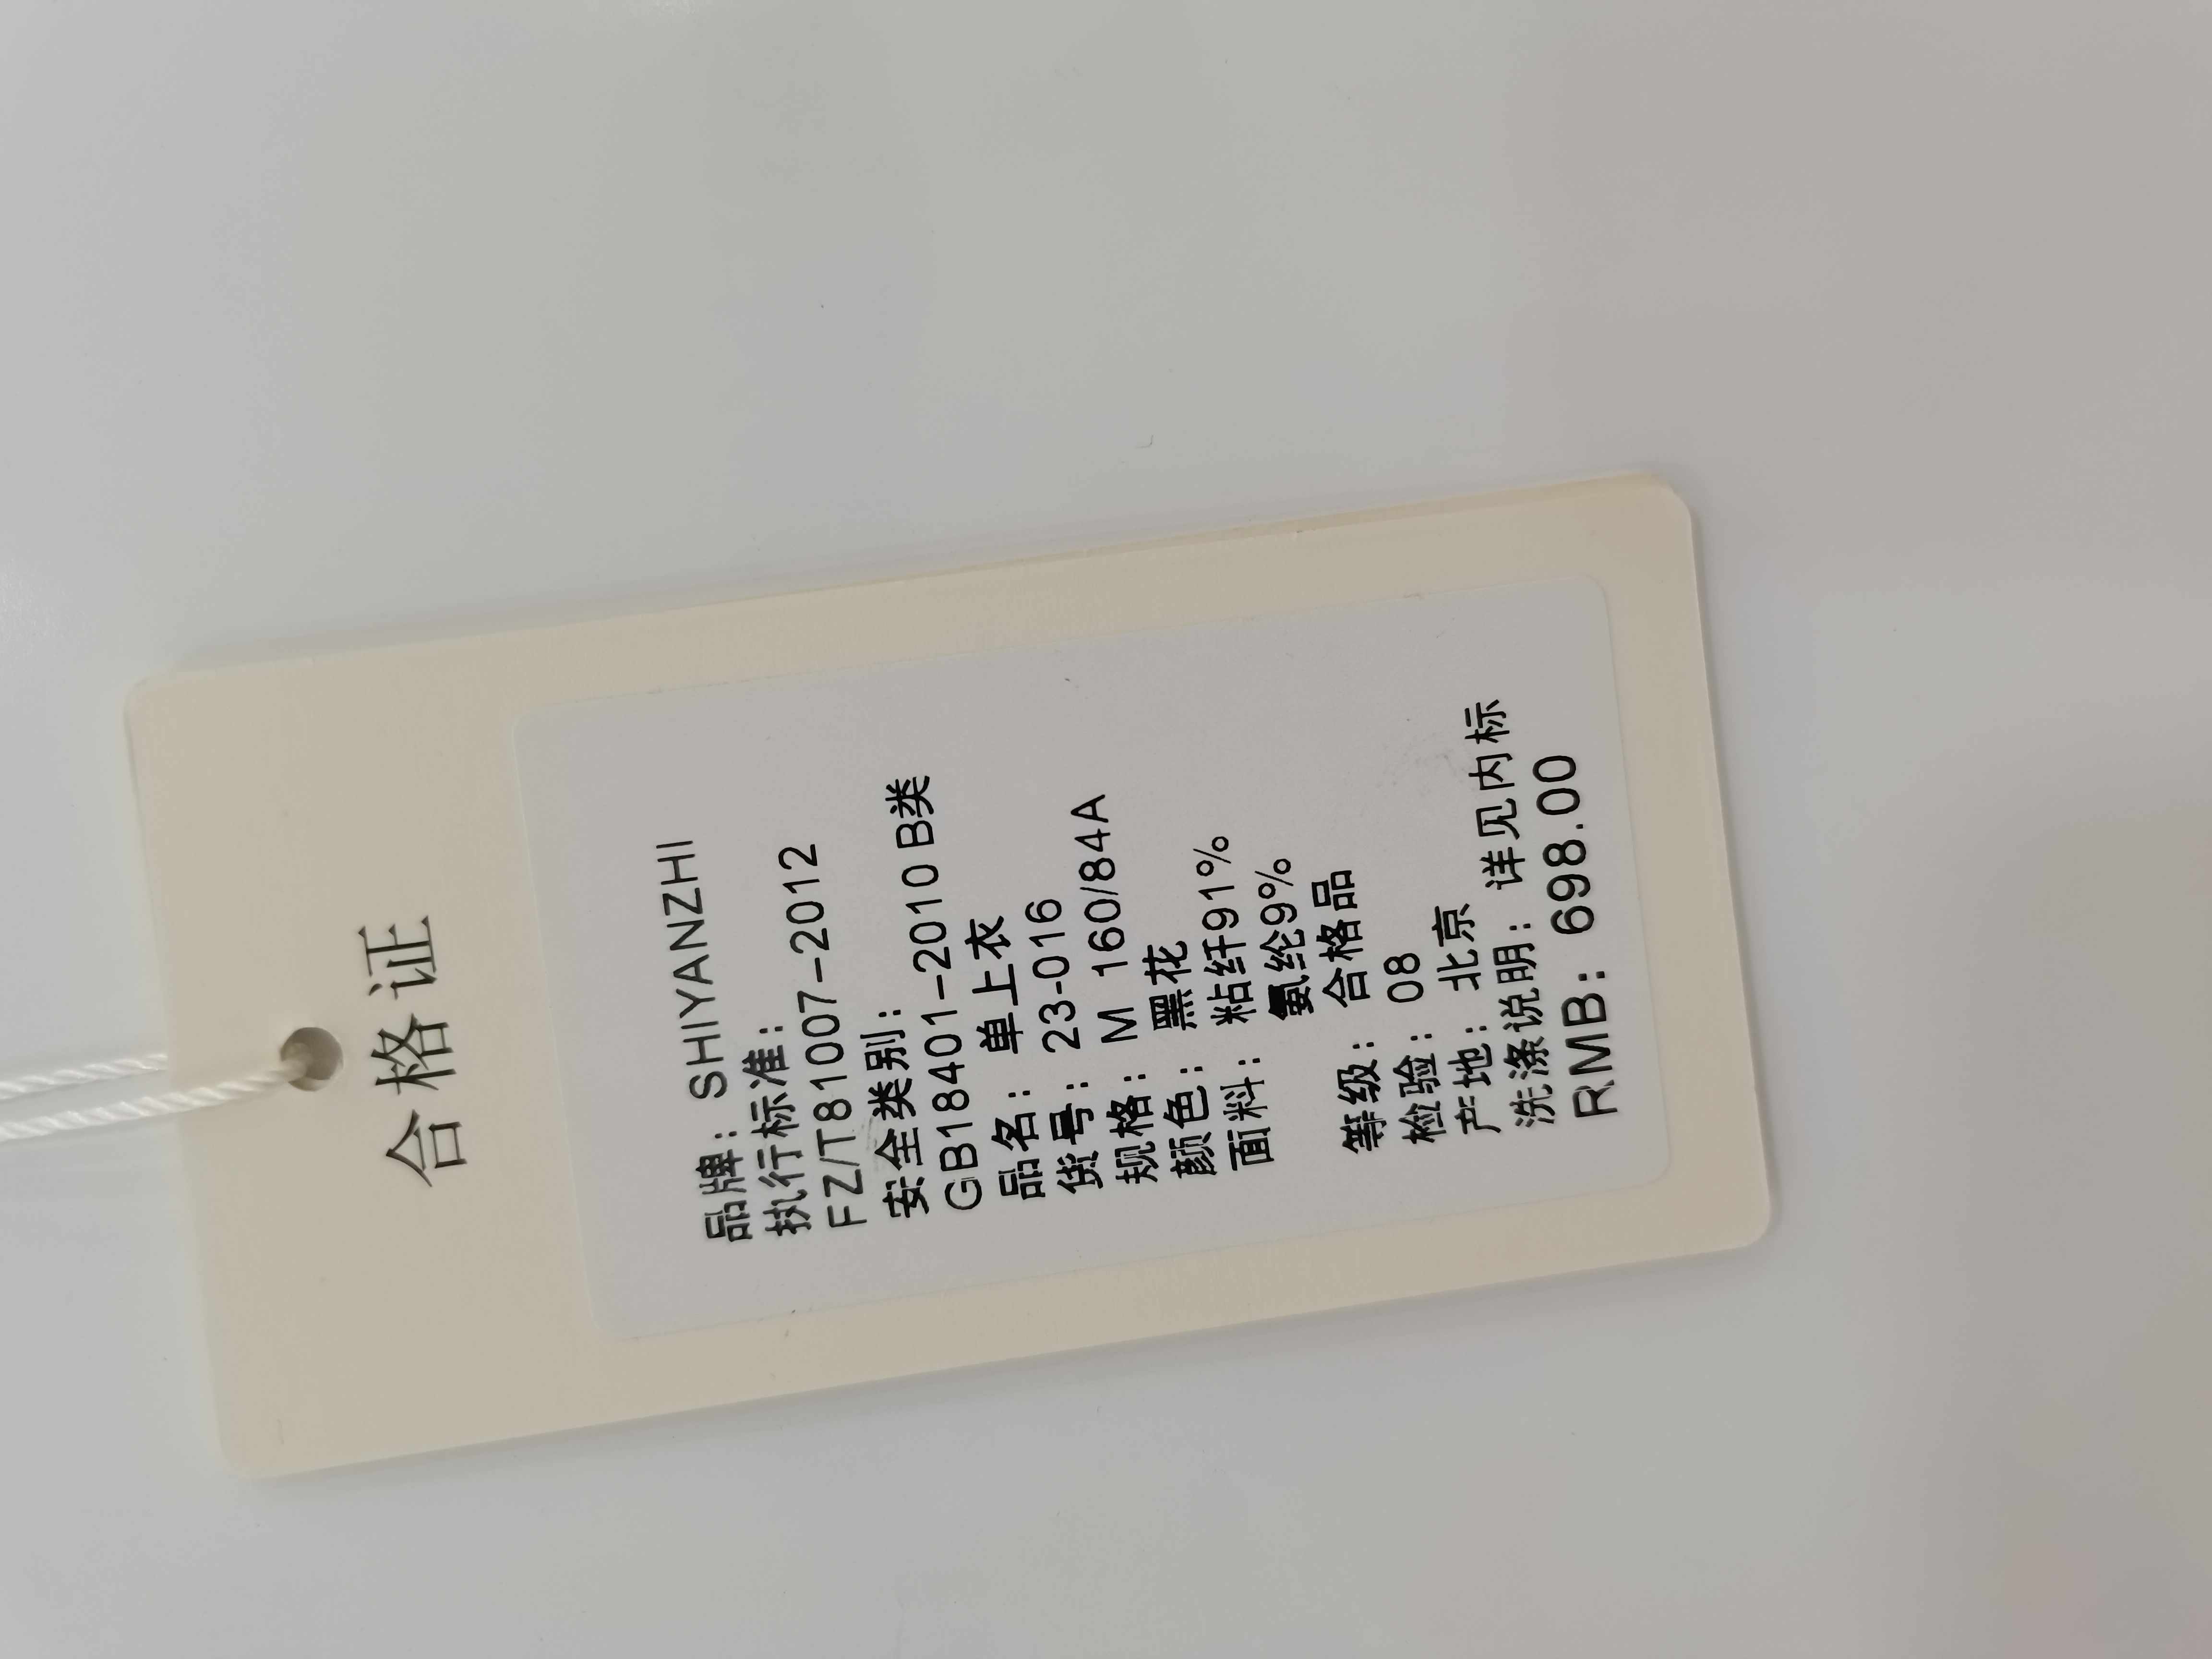 合格证
品牌: SHIYANZHI
执行标准:
FZ/T81007-2012
安全类别:
GB18401-2010 B类
品名: 单上衣
货号: 23-016
规格: M 160/84A
颜色: 黑花
面料: 粘纤91%
氨纶9%
等级: 合格品
检验: 08
产地: 北京
洗涤说明: 详见内标
RMB: 698.00